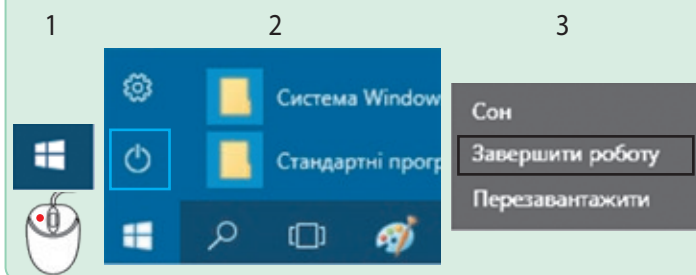 1 2 3
Система Window
Стандартні прогр
Сон
Завершити роботу
Перезавантажити